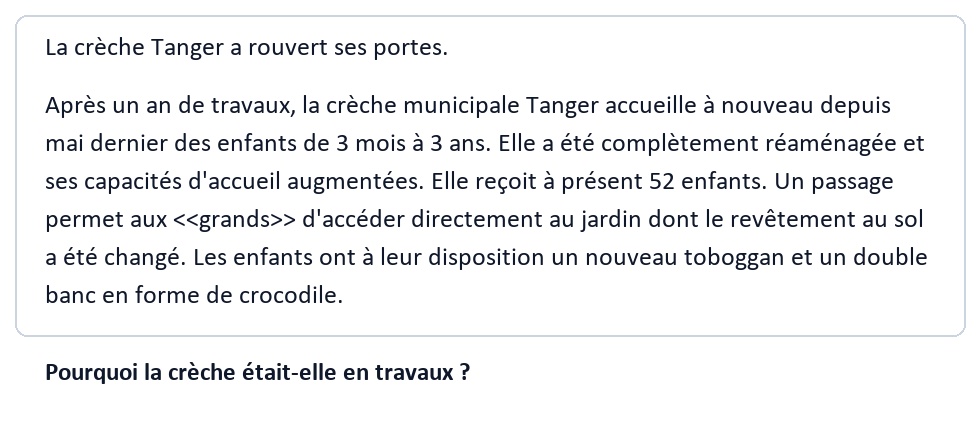 La crèche Tanger a rouvert ses portes.
Après un an de travaux, la crèche municipale Tanger accueille à nouveau depuis
mai dernier des enfants de 3 mois à 3 ans. Elle a été complètement réaménagée et
ses capacités d'accueil augmentées. Elle reçoit à présent 52 enfants. Un passage
permet aux <<grands>> d'accéder directement au jardin dont le revêtement au sol
a été changé. Les enfants ont à leur disposition un nouveau toboggan et un double
banc en forme de crocodile.
Pourquoi la crèche était-elle en travaux ?